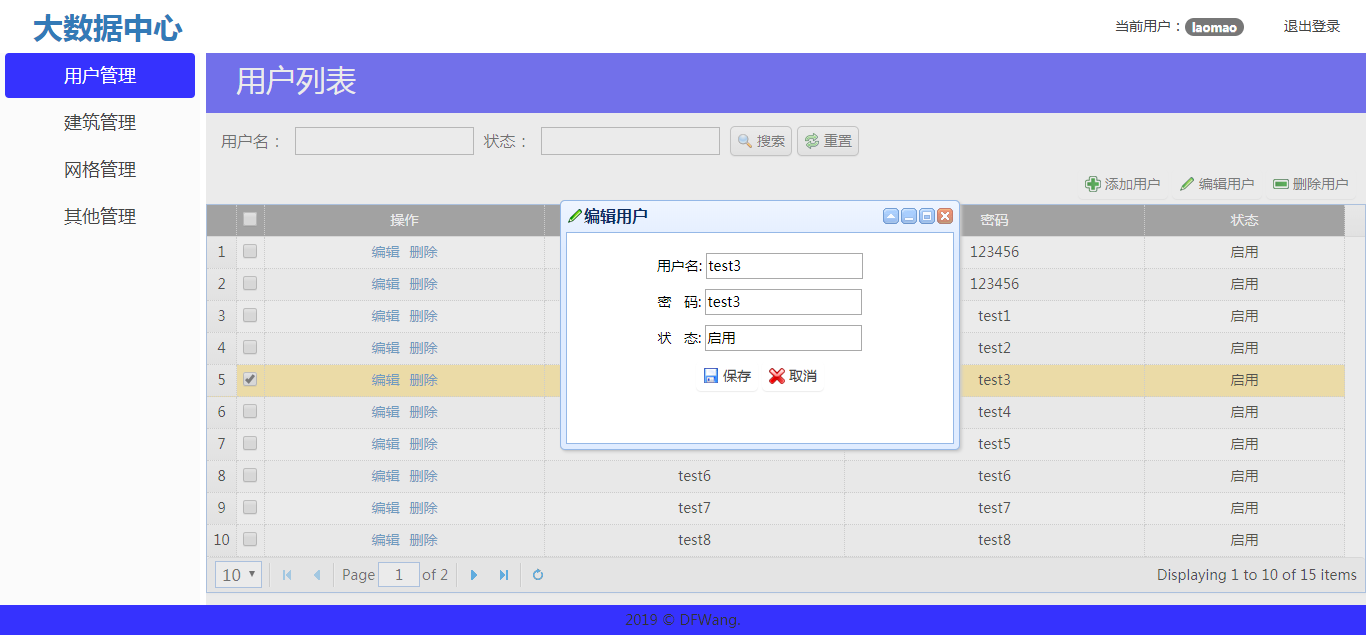 大数据中心
当前用户：laomao 退出登录
用户管理
建筑管理
网格管理
其他管理
用户列表
用户名： 状态： 搜索 重置
添加用户 编辑用户 删除用户
操作 密码 状态
1 编辑 删除 123456 启用
2 编辑 删除 123456 启用
3 编辑 删除 test1 启用
4 编辑 删除 test2 启用
5 编辑 删除 test3 启用
6 编辑 删除 test4 启用
7 编辑 删除 test5 启用
8 编辑 删除 test6 test6 启用
9 编辑 删除 test7 test7 启用
10 编辑 删除 test8 test8 启用
编辑用户
用户名: test3
密 码: test3
状 态: 启用
保存 取消
10 Page 1 of 2 Displaying 1 to 10 of 15 items
2019 © DFWang.